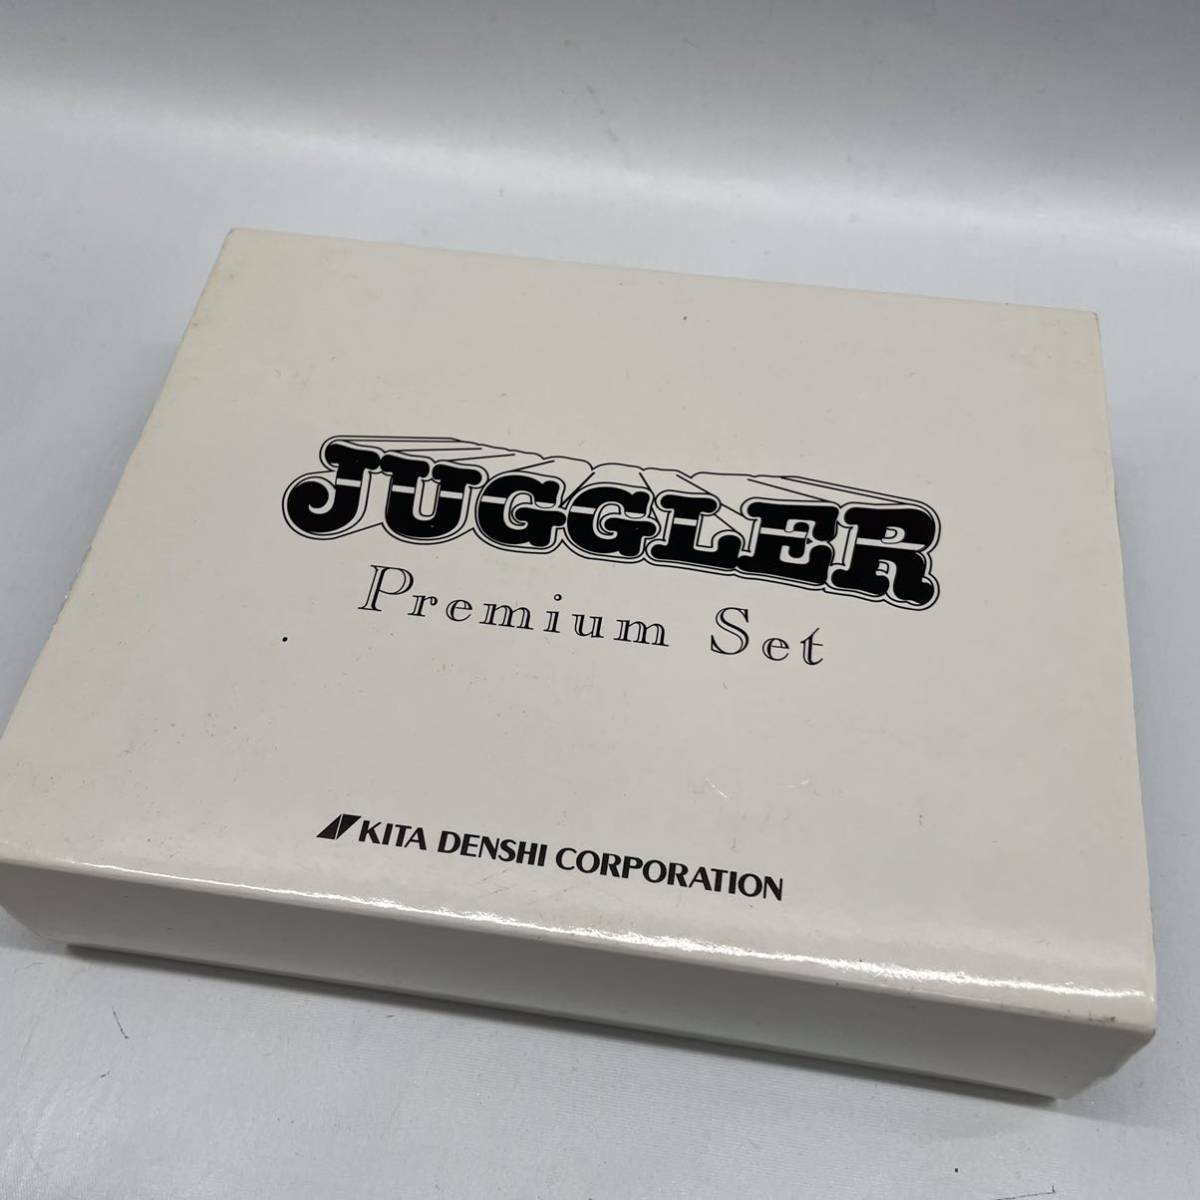 JUGGLER
Premium Set
KITA DENSHI CORPORATION